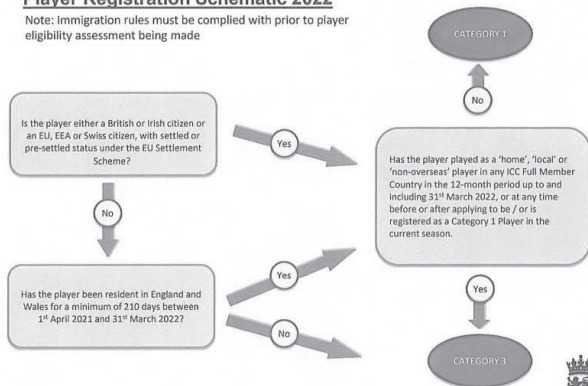 Player Registration Schematic 2022
Note: Immigration rules must be complied with prior to player
eligibility assessment being made
CATEGORY 1
No
Is the player either a British or Irish citizen or
an EU, EEA or Swiss citizen, with settled or
pre-settled status under the EU Settlement
Scheme?
Yes
Has the player played as a 'home', 'local' or
'non-overseas' player in any ICC Full Member
Country in the 12-month period up to and
including 31st March 2022, or at any time
before or after applying to be / or is
registered as a Category 1 Player in the
current season.
No
Has the player been resident in England and
Wales for a minimum of 210 days between
1st April 2021 and 31st March 2022?
Yes
No
Yes
CATEGORY 3